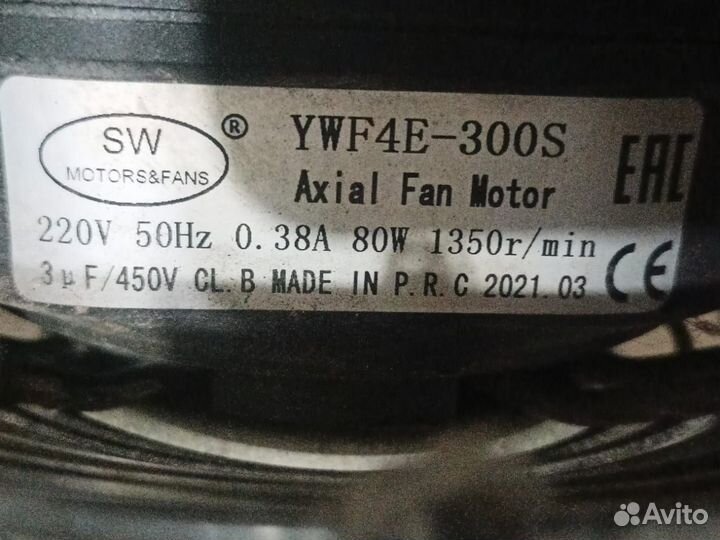 SW
MOTORS&FANS
®
YWF4E-300S
Axial Fan Motor
EAC
220V 50Hz 0.38A 80W 1350r/min
3μF/450V CL.B MADE IN P.R.C 2021.03
CE
Avito